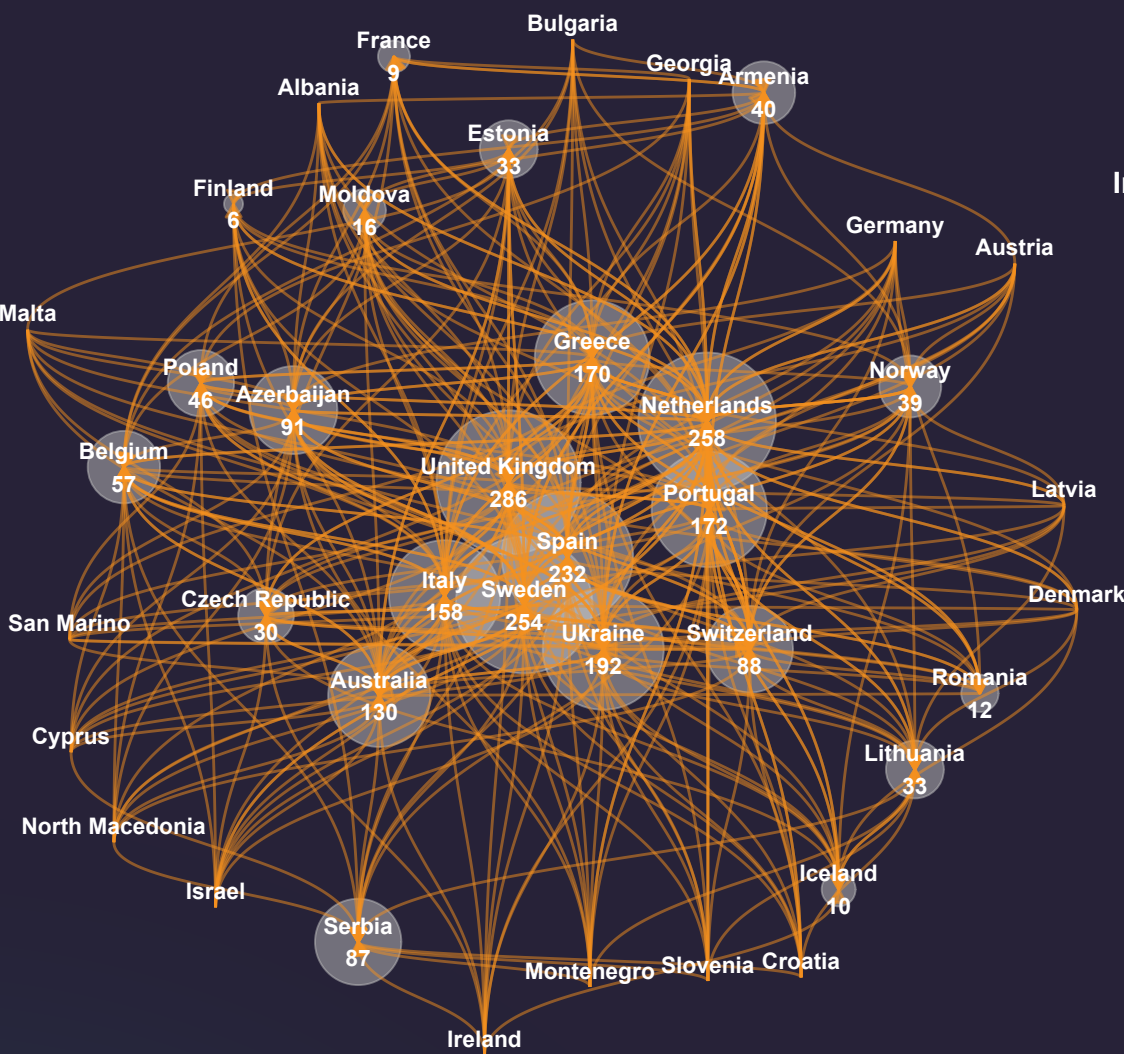 Bulgaria
France
9
Georgia
Armenia
40
Albania
Estonia
33
Finland
6
Moldova
16
Germany
Austria
Malta
Greece
170
Poland
46
Azerbaijan
91
Norway
39
Netherlands
258
Belgium
57
United Kingdom
286
Portugal
172
Latvia
Spain
232
Italy
158
Sweden
254
Czech Republic
30
San Marino
Denmark
Ukraine
192
Switzerland
88
Australia
130
Romania
12
Cyprus
Lithuania
33
North Macedonia
Israel
Iceland
10
Serbia
87
Montenegro
Slovenia
Croatia
Ireland